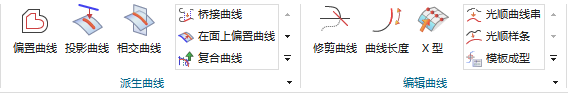 偏置曲线 投影曲线 相交曲线
桥接曲线
在面上偏置曲线
复合曲线
派生曲线
修剪曲线 曲线长度 X 型
光顺曲线串
光顺样条
模板成型
编辑曲线